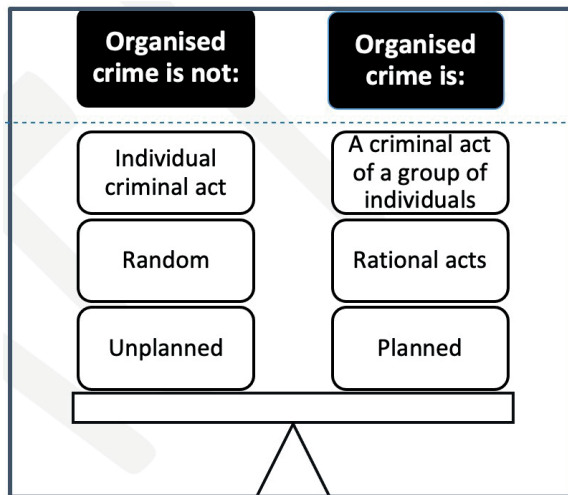 Organised
crime is not:
Organised
crime is:
Individual
criminal act
A criminal act
of a group of
individuals
Random
Rational acts
Unplanned
Planned